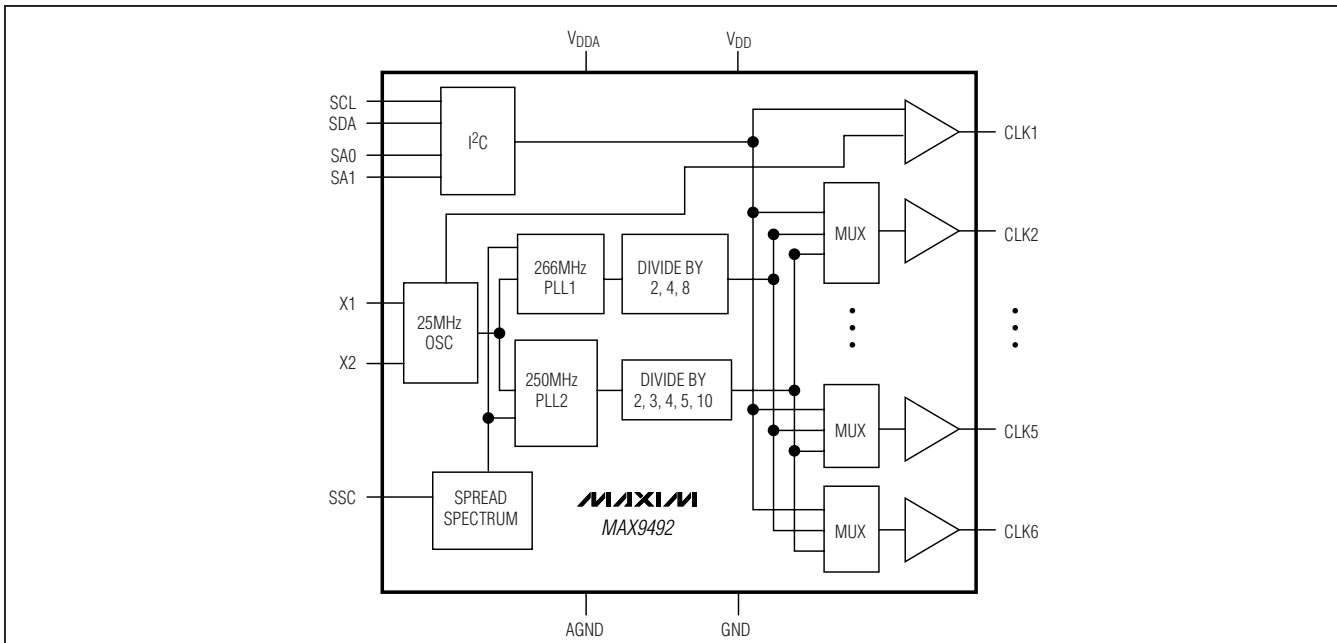 VDDA
VDD
SCL
SDA
SA0
SA1
I2C
CLK1
MUX
CLK2
266MHz
PLL1
DIVIDE BY
2, 4, 8
X1
X2
25MHz
OSC
250MHz
PLL2
DIVIDE BY
2, 3, 4, 5, 10
MUX
CLK5
SSC
SPREAD
SPECTRUM
MAXIM
MAX9492
MUX
CLK6
AGND
GND